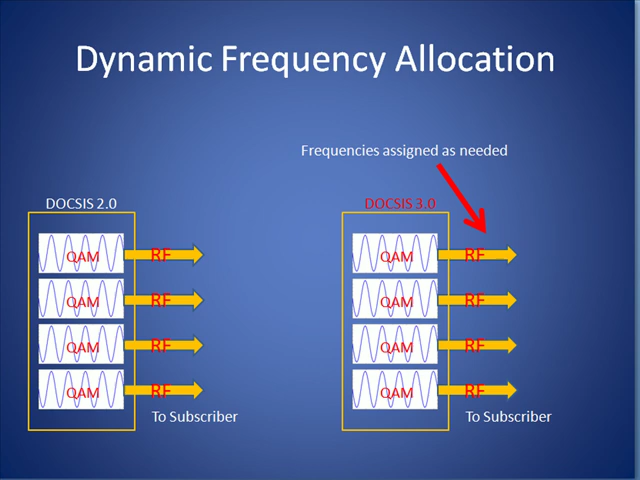 Dynamic Frequency Allocation
Frequencies assigned as needed
DOCSIS 2.0
QAM RF
QAM RF
QAM RF
QAM RF
To Subscriber
DOCSIS 3.0
QAM RF
QAM RF
QAM RF
QAM RF
To Subscriber